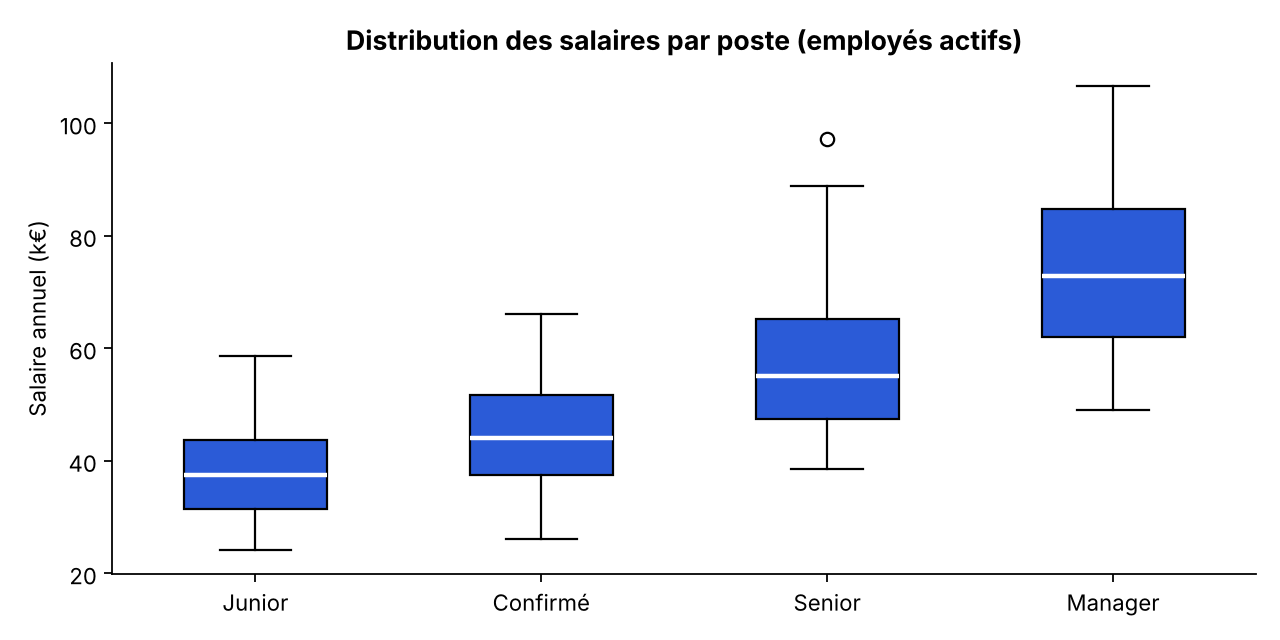 Distribution des salaires par poste (employés actifs)
Salaire annuel (k€)
100
80
60
40
20
Junior
Confirmé
Senior
Manager